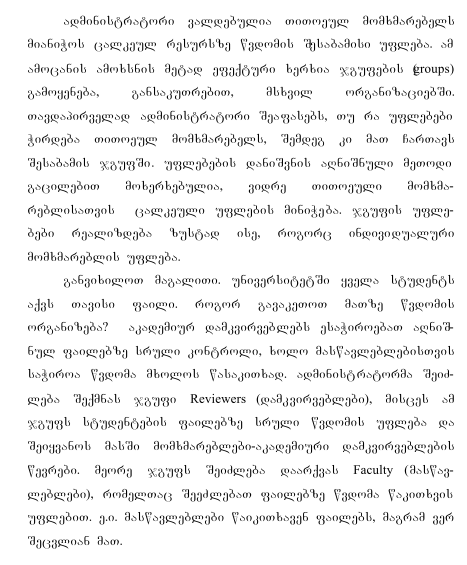 ადმინისტრატორი ვალდებულია თითოეულ მომხმარებელს
მიანიჭოს ცალკეულ რესურსზე წვდომის შესაბამისი უფლება. ამ
ამოცანის ამოხსნის მეტად ეფექტური ხერხია ჯგუფების (groups)
გამოყენება, განსაკუთრებით, მსხვილ ორგანიზაციებში.
თავდაპირველად ადმინისტრატორი შეაფასებს, თუ რა უფლებები
ჭირდება თითოეულ მომხმარებელს, შემდეგ კი მათ ჩართავს
შესაბამის ჯგუფში. უფლებების დანიშვნის აღნიშნული მეთოდი
გაცილებით მოხერხებულია, ვიდრე თითოეული მომხმა-
რებლისათვის ცალკეული უფლების მინიჭება. ჯგუფის უფლე-
ბები რეალიზდება ზუსტად ისე, როგორც ინდივიდუალური
მომხმარებლის უფლება.
განვიხილოთ მაგალითი. უნივერსიტეტში ყველა სტუდენტს
აქვს თავისი ფაილი. როგორ გავაკეთოთ მათზე წვდომის
ორგანიზება? აკადემიურ დამკვირვებლებს ესაჭიროებათ აღნიშ-
ნულ ფაილებზე სრული კონტროლი, ხოლო მასწავლებლებისთვის
საჭიროა წვდომა მხოლოს წასაკითხად. ადმინისტრატორმა შეიძ-
ლება შექმნას ჯგუფი Reviewers (დამკვირვებლები), მისცეს ამ
ჯგუფს სტუდენტების ფაილებზე სრული წვდომის უფლება და
შეიყვანოს მასში მომხმარებლები-აკადემიური დამკვირვებლების
წევრები. მეორე ჯგუფს შეიძლება დაარქვას Faculty (მასწავ-
ლებლები), რომელთაც შეეძლებათ ფაილებზე წვდომა წაკითხვის
უფლებით. ე.ი. მასწავლებლები წაიკითხავენ ფაილებს, მაგრამ ვერ
შეცვლიან მათ.